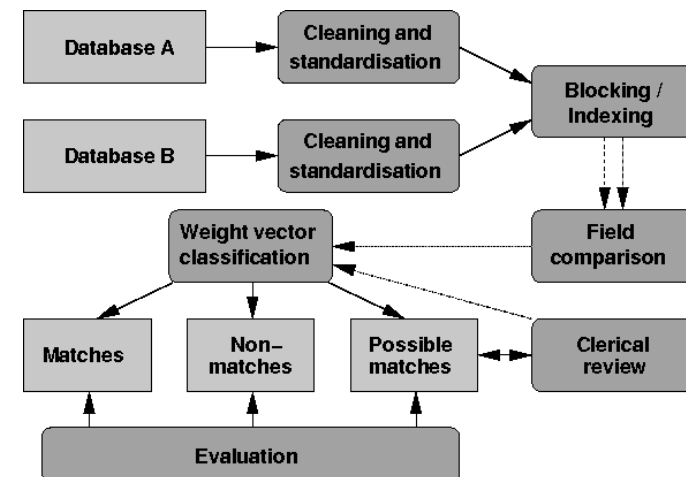 Database A
Cleaning and
standardisation
Blocking /
Indexing
Database B
Cleaning and
standardisation
Weight vector
classification
Field
comparison
Matches
Non-
matches
Possible
matches
Clerical
review
Evaluation